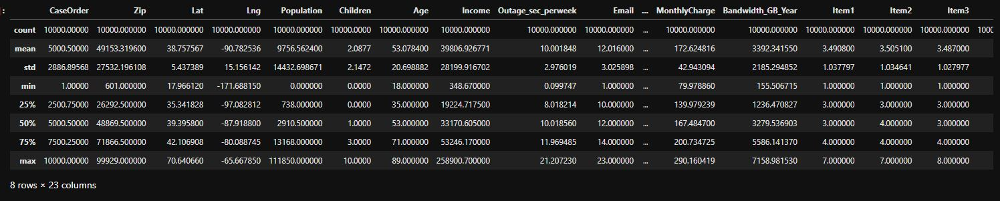 ]:
CaseOrder Zip Lat Lng Population Children Age Income Outage_sec_perweek Email ... MonthlyCharge Bandwidth_GB_Year Item1 Item2 Item3
count 10000.00000 10000.000000 10000.000000 10000.000000 10000.000000 10000.0000 10000.000000 10000.000000 10000.000000 10000.000000 ... 10000.000000 10000.000000 10000.000000 10000.000000 10000.000000 1000
mean 5000.50000 49153.319600 38.757567 -90.782536 9756.562400 2.0877 53.078400 39806.926771 10.001848 12.016000 ... 172.624816 3392.341550 3.490800 3.505100 3.487000
std 2886.89568 27532.196108 5.437389 15.156142 14432.698671 2.1472 20.698882 28199.916702 2.976019 3.025898 ... 42.943094 2185.294852 1.037797 1.034641 1.027977
min 1.00000 601.000000 17.966120 -171.688150 0.000000 0.0000 18.000000 348.670000 0.099747 1.000000 ... 79.978860 155.506715 1.000000 1.000000 1.000000
25% 2500.75000 26292.500000 35.341828 -97.082812 738.000000 0.0000 35.000000 19224.717500 8.018214 10.000000 ... 139.979239 1236.470827 3.000000 3.000000 3.000000
50% 5000.50000 48869.500000 39.395800 -87.918800 2910.500000 1.0000 53.000000 33170.605000 10.018560 12.000000 ... 167.484700 3279.536903 3.000000 4.000000 3.000000
75% 7500.25000 71866.500000 42.106908 -80.088745 13168.000000 3.0000 71.000000 53246.170000 11.969485 14.000000 ... 200.734725 5586.141370 4.000000 4.000000 4.000000
max 10000.00000 99929.000000 70.640660 -65.667850 111850.000000 10.0000 89.000000 258900.700000 21.207230 23.000000 ... 290.160419 7158.981530 7.000000 7.000000 8.000000
8 rows × 23 columns